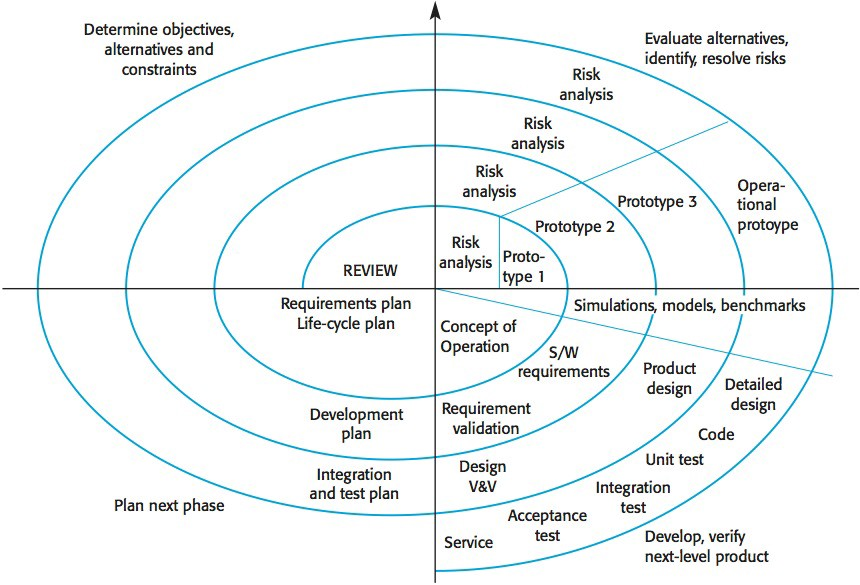 Determine objectives,
alternatives and
constraints
Evaluate alternatives,
identify, resolve risks
Risk
analysis
Risk
analysis
Risk
analysis
Risk
analysis
REVIEW
Proto-
type 1
Prototype 2
Prototype 3
Opera-
tional
protoype
Requirements plan
Life-cycle plan
Simulations, models, benchmarks
Concept of
Operation
S/W
requirements
Product
design
Detailed
design
Development
plan
Requirement
validation
Code
Unit test
Integration
and test plan
Design
V&V
Integration
test
Plan next phase
Acceptance
test
Service
Develop, verify
next-level product